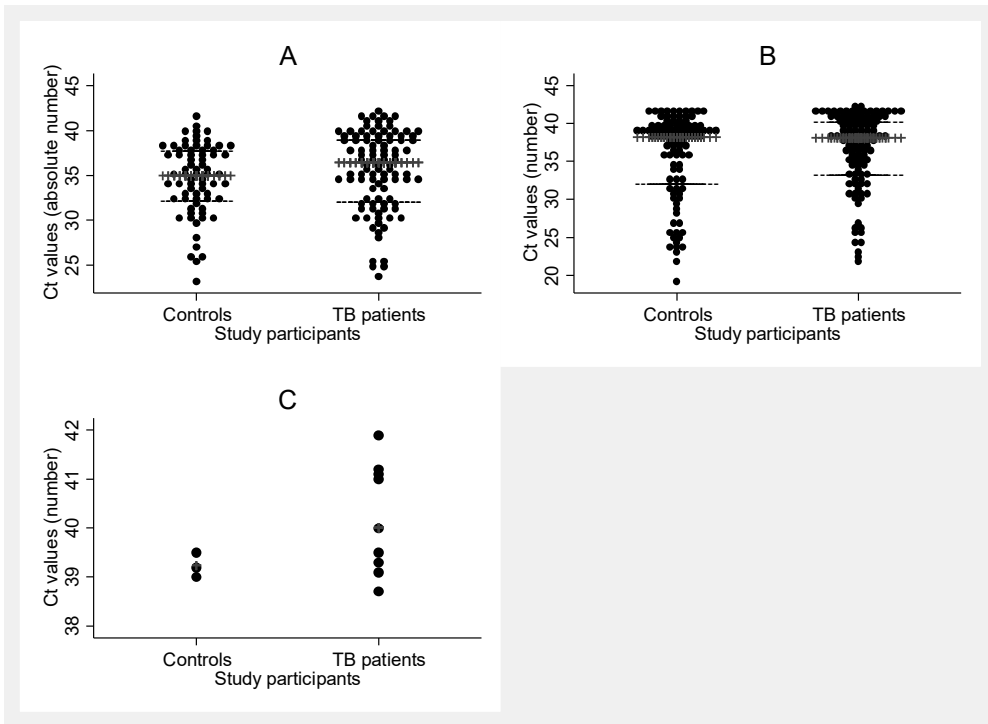 A
Ct values (absolute number)
45
40
35
30
25
Controls
TB patients
Study participants
B
Ct values (number)
45
40
35
30
25
20
Controls
TB patients
Study participants
C
Ct values (number)
42
41
40
39
38
Controls
TB patients
Study participants